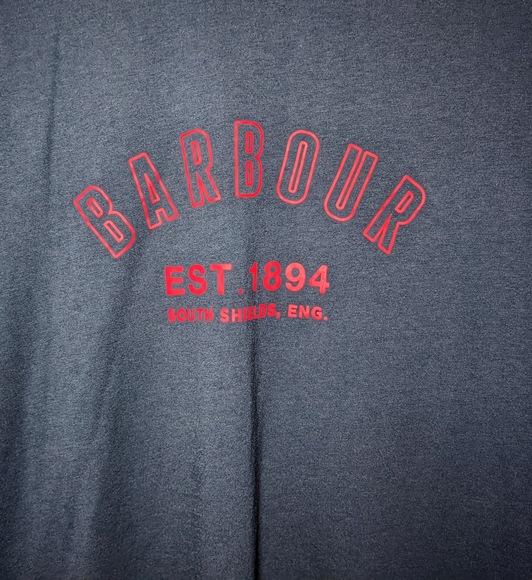 BARBOUR
EST. 1894
SOUTH SHIELDS, ENG.